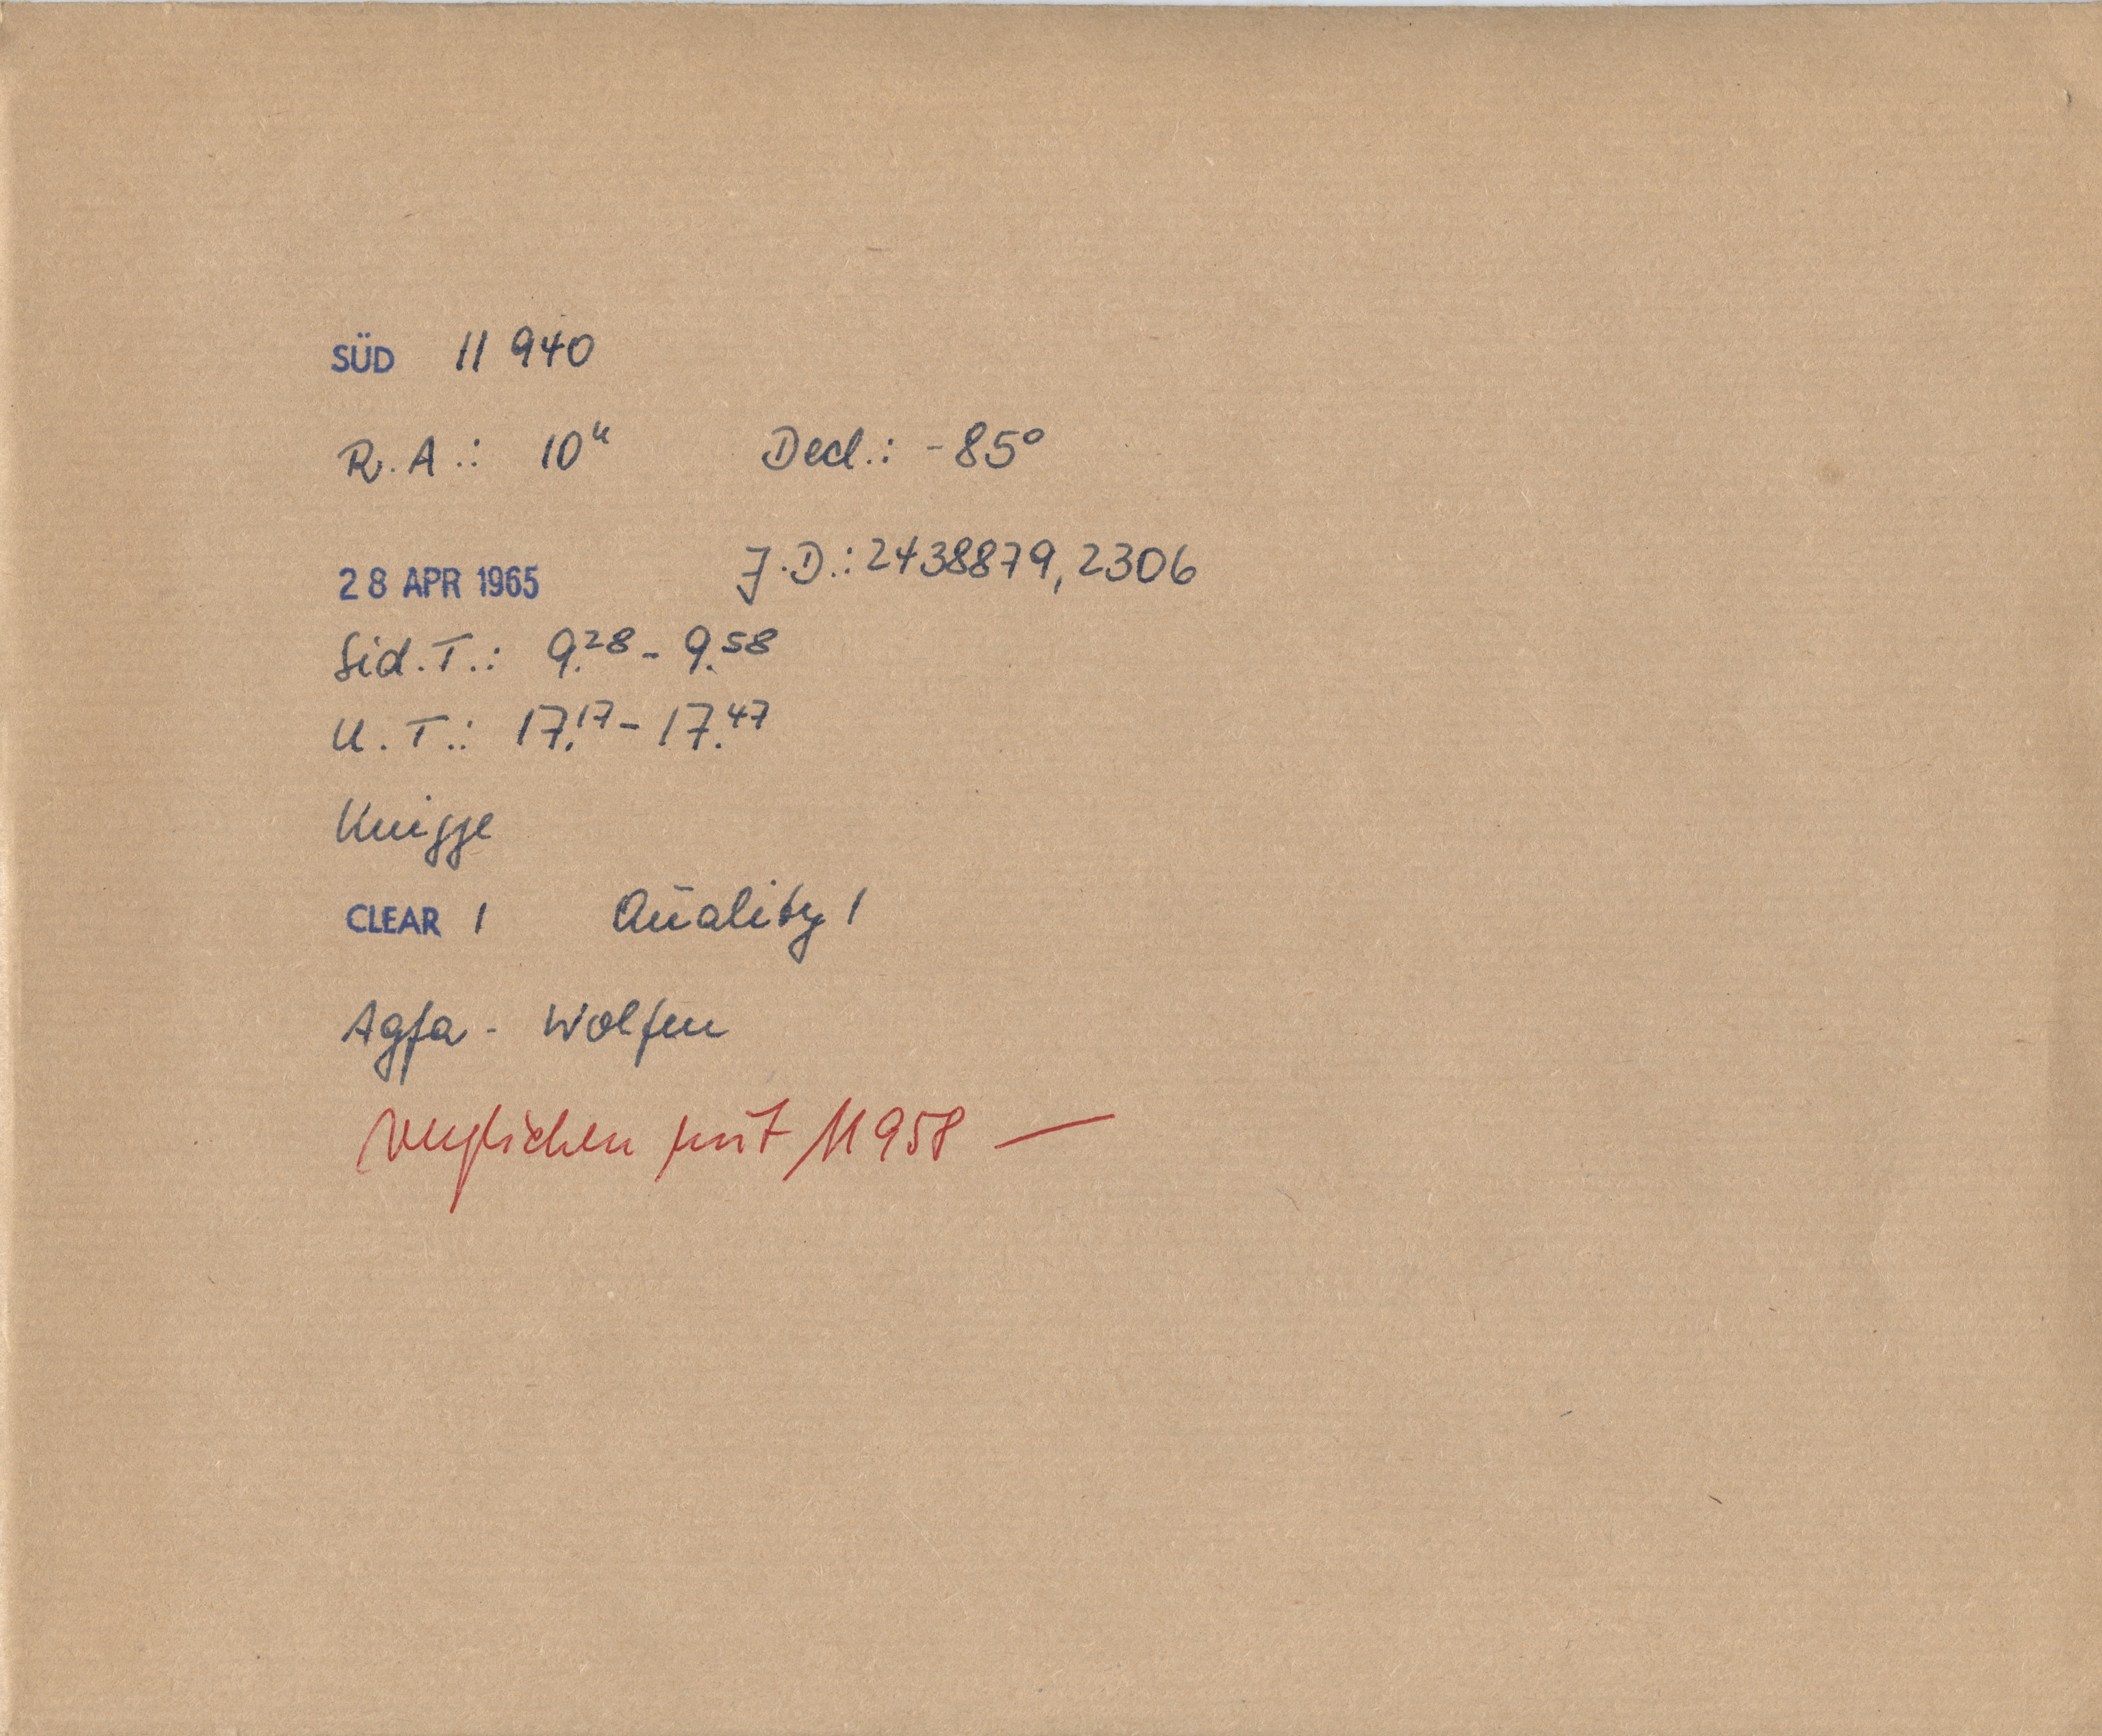 SÜD 11 940
R.A.: 10ʰ Decl.: -85°
28 APR 1965 J.D.: 2438879,2306
Sid.T.: 9.²⁸ - 9.⁵⁸
U.T.: 17.¹⁷ - 17.⁴⁷
Knigge
CLEAR 1 Quality 1
Agfa - Wolfen
verglichen mit 11958 —